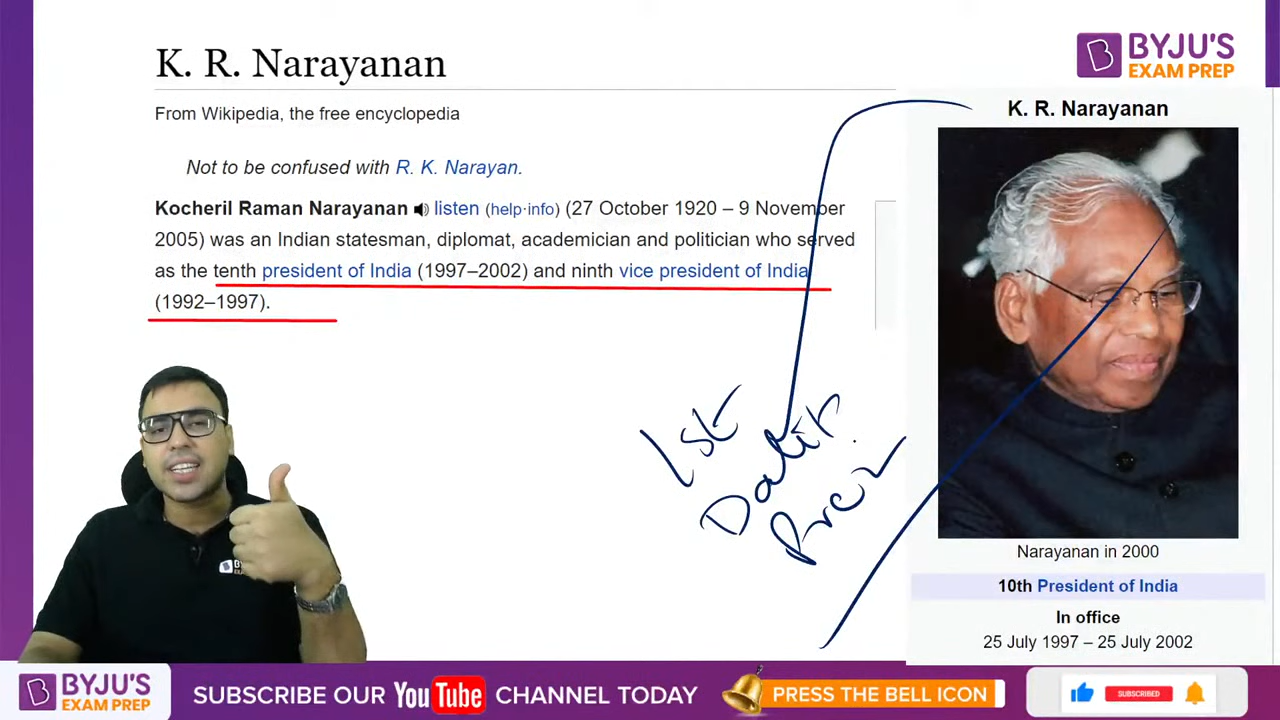 K. R. Narayanan
From Wikipedia, the free encyclopedia
Not to be confused with R. K. Narayan.
Kocheril Raman Narayanan listen (help·info) (27 October 1920 – 9 November
2005) was an Indian statesman, diplomat, academician and politician who served
as the tenth president of India (1997–2002) and ninth vice president of India
(1992–1997).
BYJU'S
EXAM PREP
K. R. Narayanan
Narayanan in 2000
10th President of India
In office
25 July 1997 – 25 July 2002
1st
Dalit
BYJU'S
EXAM PREP
SUBSCRIBE OUR YouTube CHANNEL TODAY
PRESS THE BELL ICON
SUBSCRIBED